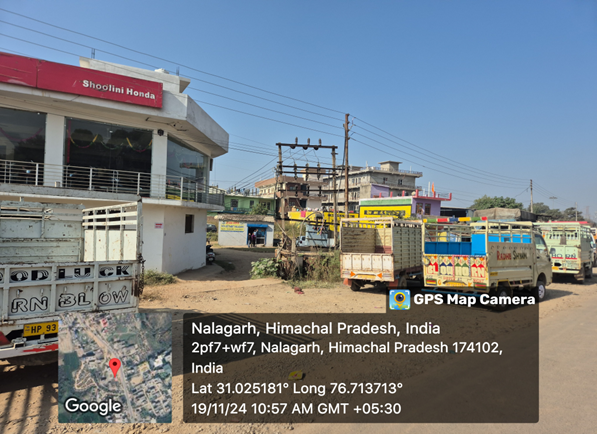 Shoolini Honda
GOOD LUCK
RN BLOW
HP 93
GPS Map Camera
Nalagarh, Himachal Pradesh, India
2pf7+wf7, Nalagarh, Himachal Pradesh 174102,
India
Lat 31.025181° Long 76.713713°
19/11/24 10:57 AM GMT +05:30
Google